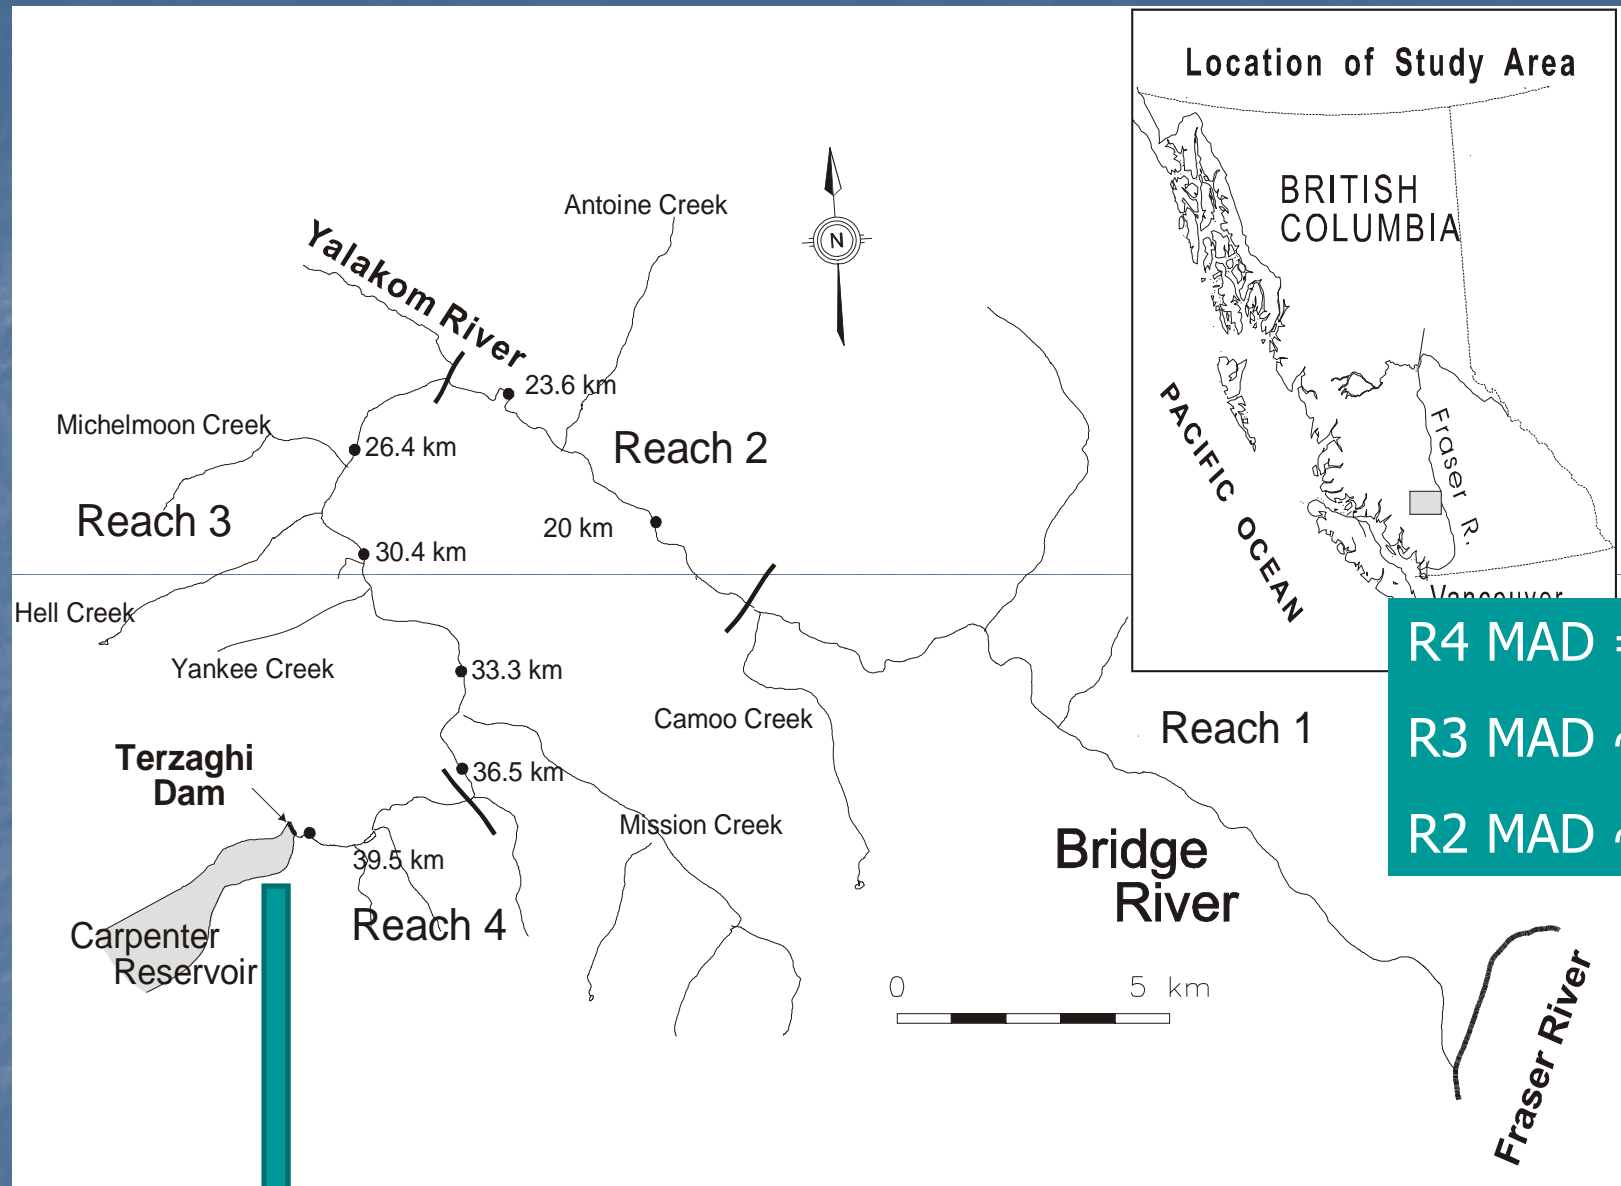 Location of Study Area
BRITISH
COLUMBIA
PACIFIC OCEAN
Fraser R.
Vancouver
Antoine Creek
Yalakom River
23.6 km
Michelmoon Creek
26.4 km
Reach 2
Reach 3
20 km
30.4 km
Hell Creek
Yankee Creek
33.3 km
Camoo Creek
Reach 1
Terzaghi
Dam
36.5 km
Mission Creek
39.5 km
Bridge
River
Reach 4
Carpenter
Reservoir
0 5 km
Fraser River
N
R4 MAD =
R3 MAD ~
R2 MAD ~